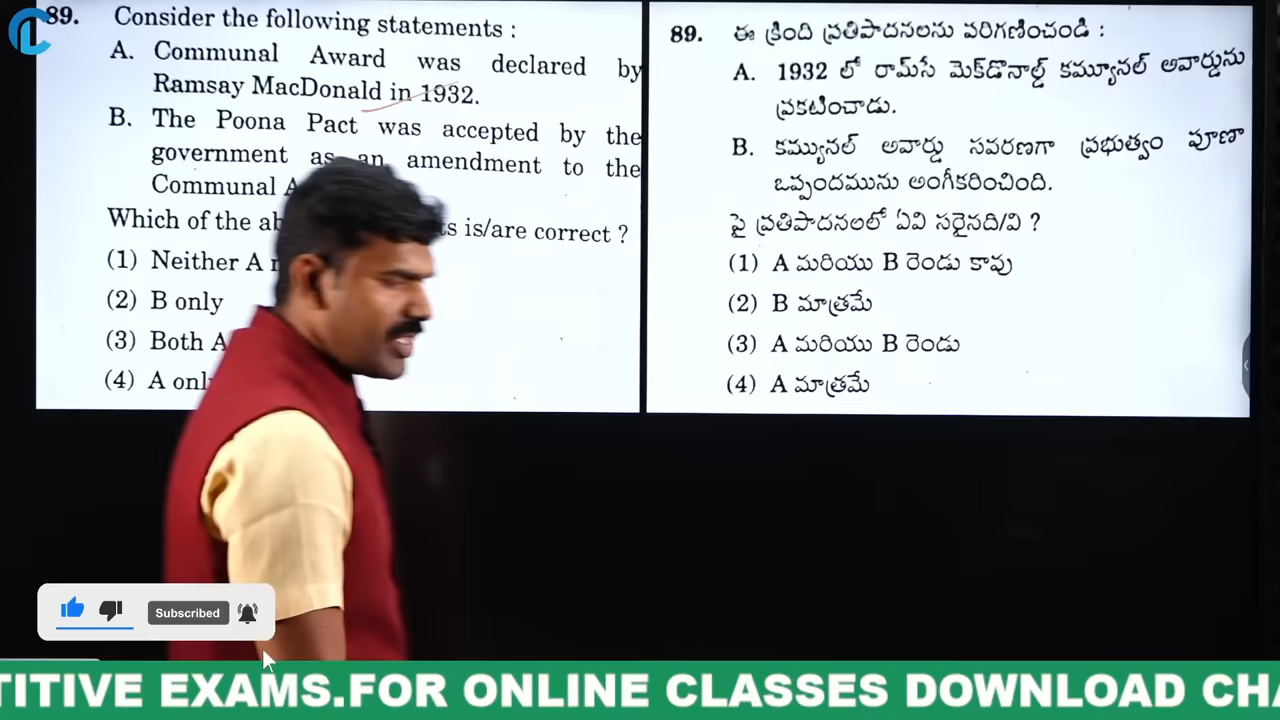 89. Consider the following statements :
A. Communal Award was declared by
Ramsay MacDonald in 1932.
B. The Poona Pact was accepted by the
government as an amendment to the
Communal A
Which of the ab s is/are correct ?
(1) Neither A
(2) B only
(3) Both A
(4) A onl
89. ఈ క్రింది ప్రతిపాదనలను పరిగణించండి :
A. 1932 లో రామ్‌సే మెక్‌డొనాల్డ్ కమ్యూనల్ అవార్డును
ప్రకటించాడు.
B. కమ్యునల్ అవార్డు సవరణగా ప్రభుత్వం పూణా
ఒప్పందమును అంగీకరించింది.
పై ప్రతిపాదనలలో ఏవి సరైనది/వి ?
(1) A మరియు B రెండు కావు
(2) B మాత్రమే
(3) A మరియు B రెండు
(4) A మాత్రమే
Subscribed
TITIVE EXAMS.FOR ONLINE CLASSES DOWNLOAD CHA